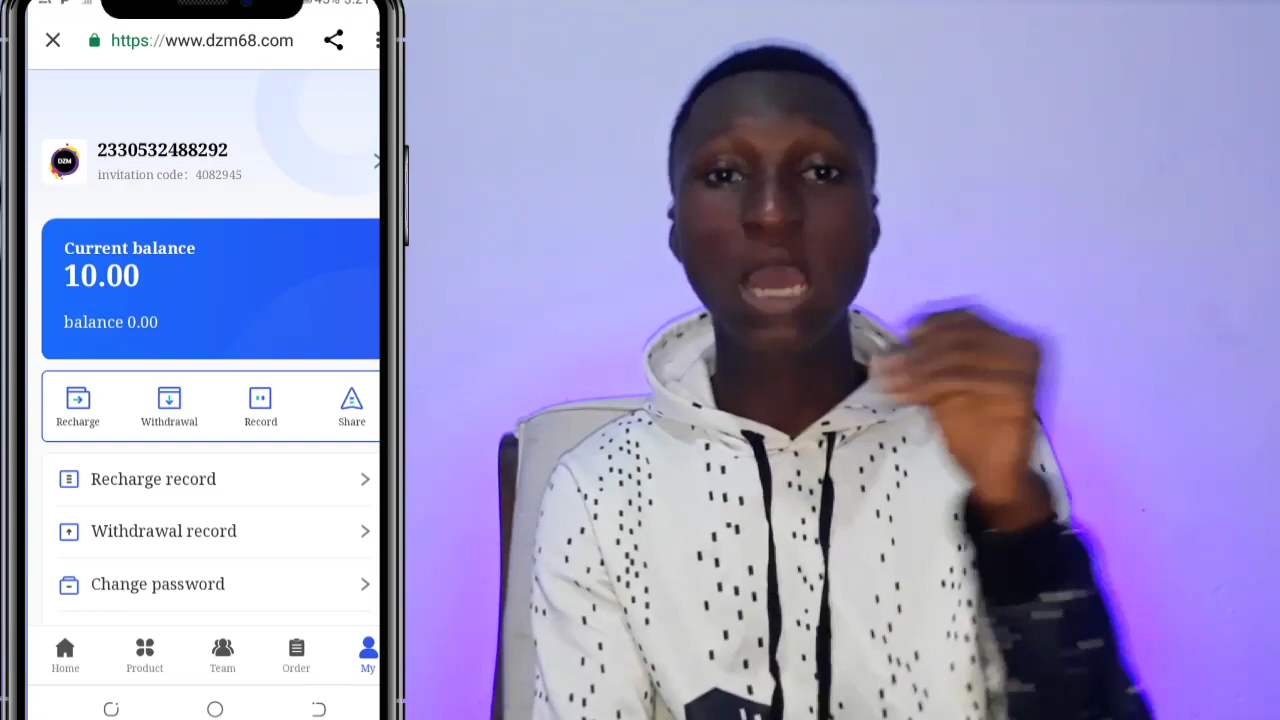 https://www.dzm68.com
DZM
2330532488292
invitation code: 4082945
Current balance
10.00
balance 0.00
Recharge
Withdrawal
Record
Share
Recharge record
Withdrawal record
Change password
Home
Product
Team
Order
My